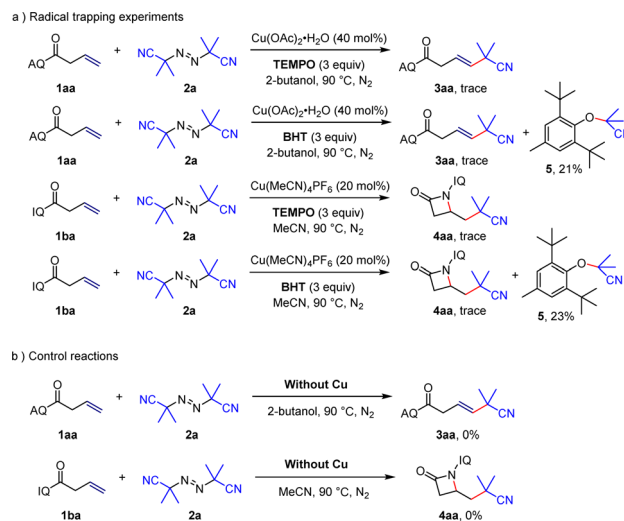 a ) Radical trapping experiments
O
AQ
1aa
+
NC
N=N
CN
2a
Cu(OAc)2•H2O (40 mol%)
TEMPO (3 equiv)
2-butanol, 90 °C, N2
O
AQ
CN
3aa, trace
O
AQ
1aa
+
NC
N=N
CN
2a
Cu(OAc)2•H2O (40 mol%)
BHT (3 equiv)
2-butanol, 90 °C, N2
O
AQ
CN
3aa, trace
+
O
5, 21%
O
IQ
1ba
+
NC
N=N
CN
2a
Cu(MeCN)4PF6 (20 mol%)
TEMPO (3 equiv)
MeCN, 90 °C, N2
IQ
O
N
CN
4aa, trace
O
IQ
1ba
+
NC
N=N
CN
2a
Cu(MeCN)4PF6 (20 mol%)
BHT (3 equiv)
MeCN, 90 °C, N2
IQ
O
N
CN
4aa, trace
+
O
CN
5, 23%
b ) Control reactions
O
AQ
1aa
+
NC
N=N
CN
2a
Without Cu
2-butanol, 90 °C, N2
O
AQ
CN
3aa, 0%
O
IQ
1ba
+
NC
N=N
CN
2a
Without Cu
MeCN, 90 °C, N2
IQ
O
N
CN
4aa, 0%